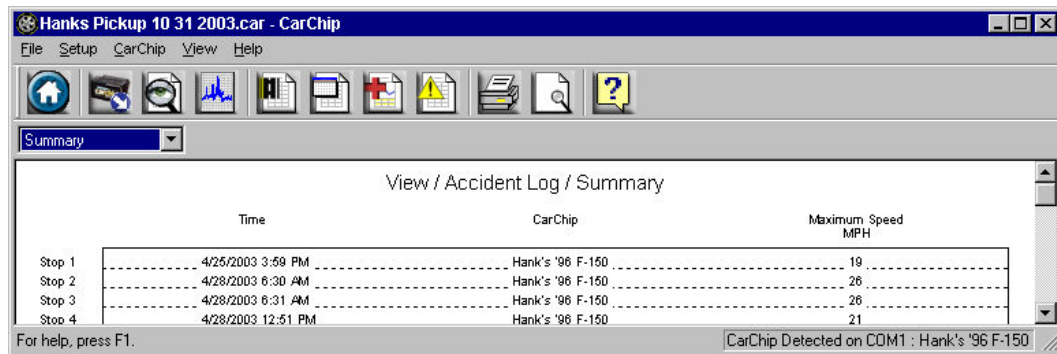 Hanks Pickup 10 31 2003.car - CarChip
File Setup CarChip View Help
Summary
View / Accident Log / Summary
Time CarChip Maximum Speed
MPH
Stop 1 4/25/2003 3:59 PM Hank's '96 F-150 19
Stop 2 4/28/2003 6:30 AM Hank's '96 F-150 26
Stop 3 4/28/2003 6:31 AM Hank's '96 F-150 26
Stop 4 4/28/2003 12:51 PM Hank's '96 F-150 21
For help, press F1. CarChip Detected on COM1 : Hank's '96 F-150